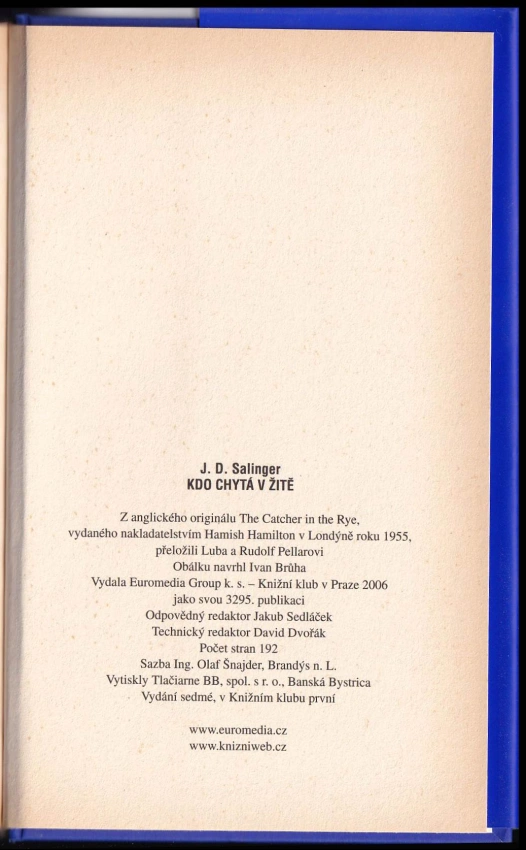 J. D. Salinger
KDO CHYTÁ V ŽITĚ
Z anglického originálu The Catcher in the Rye,
vydaného nakladatelstvím Hamish Hamilton v Londýně roku 1955,
přeložili Luba a Rudolf Pellarovi
Obálku navrhl Ivan Brůha
Vydala Euromedia Group k. s. – Knižní klub v Praze 2006
jako svou 3295. publikaci
Odpovědný redaktor Jakub Sedláček
Technický redaktor David Dvořák
Počet stran 192
Sazba Ing. Olaf Šnajder, Brandýs n. L.
Vytiskly Tlačiarne BB, spol. s r. o., Banská Bystrica
Vydání sedmé, v Knižním klubu první
www.euromedia.cz
www.knizniweb.cz